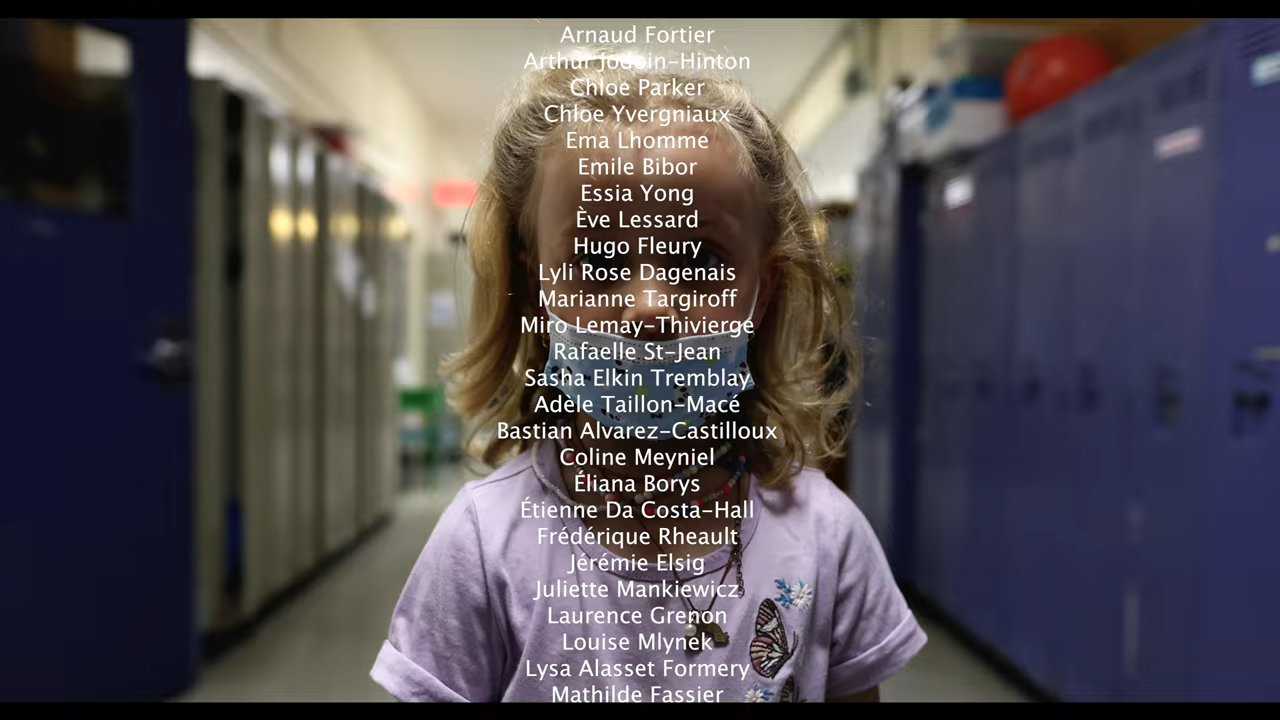 Arnaud Fortier
Arthur Jodoin-Hinton
Chloe Parker
Chloe Yvergniaux
Ema Lhomme
Emile Bibor
Essia Yong
Ève Lessard
Hugo Fleury
Lyli Rose Dagenais
Marianne Targiroff
Miro Lemay-Thivierge
Rafaelle St-Jean
Sasha Elkin Tremblay
Adèle Taillon-Macé
Bastian Alvarez-Castilloux
Coline Meyniel
Éliana Borys
Étienne Da Costa-Hall
Frédérique Rheault
Jérémie Elsig
Juliette Mankiewicz
Laurence Grenon
Louise Mlynek
Lysa Alasset Formery
Mathilde Fassier